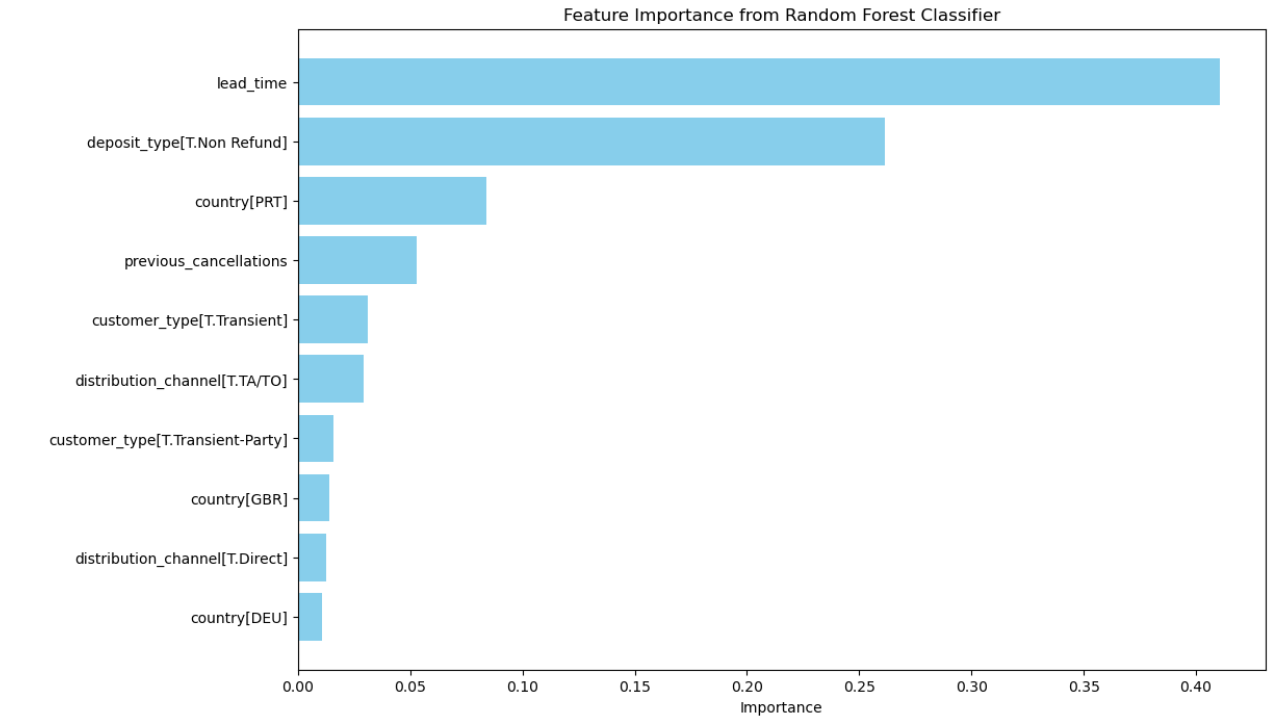 Feature Importance from Random Forest Classifier
lead_time
deposit_type[T.Non Refund]
country[PRT]
previous_cancellations
customer_type[T.Transient]
distribution_channel[T.TA/TO]
customer_type[T.Transient-Party]
country[GBR]
distribution_channel[T.Direct]
country[DEU]
0.00 0.05 0.10 0.15 0.20 0.25 0.30 0.35 0.40
Importance